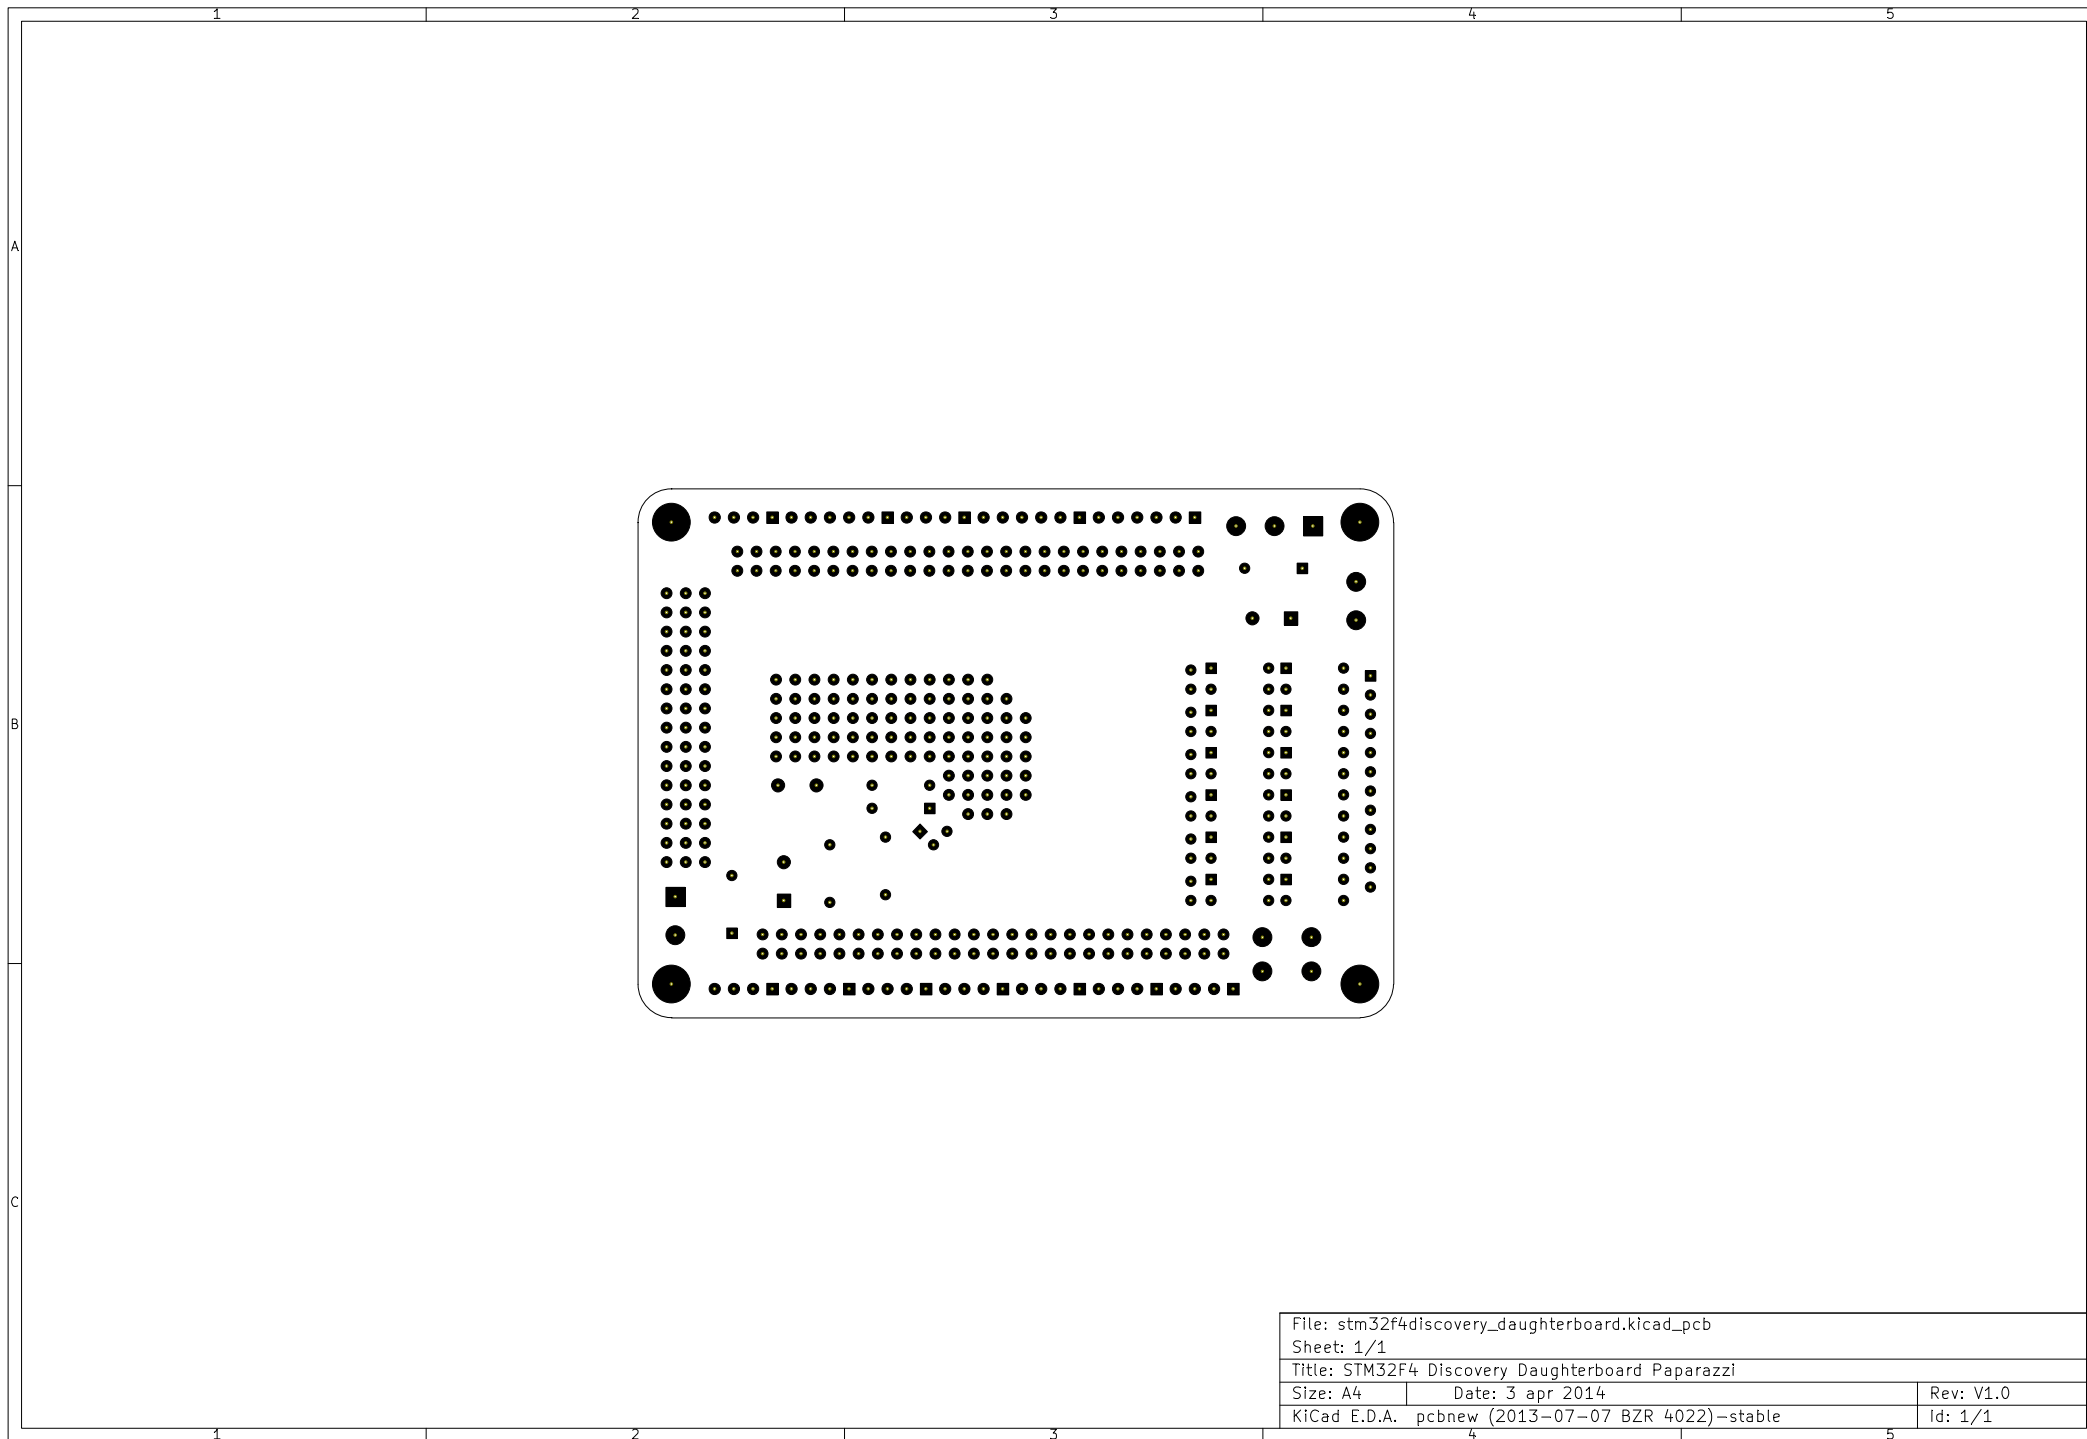 1 2 3 4 5
A
B
C
File: stm32f4discovery_daughterboard.kicad_pcb
Sheet: 1/1
Title: STM32F4 Discovery Daughterboard Paparazzi
Size: A4 Date: 3 apr 2014 Rev: V1.0
KiCad E.D.A. pcbnew (2013-07-07 BZR 4022)-stable Id: 1/1
1 2 3 4 5